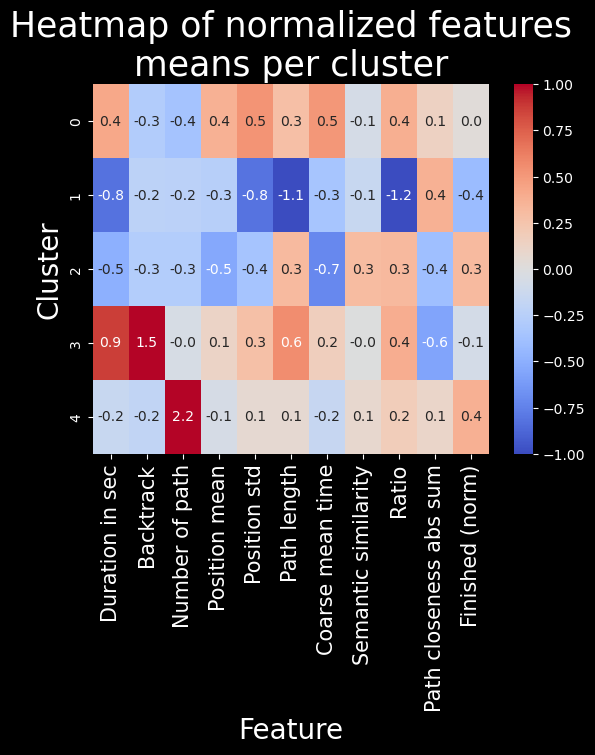 Heatmap of normalized features
means per cluster
Cluster
0 0.4 -0.3 -0.4 0.4 0.5 0.3 0.5 -0.1 0.4 0.1 0.0
1 -0.8 -0.2 -0.2 -0.3 -0.8 -1.1 -0.3 -0.1 -1.2 0.4 -0.4
2 -0.5 -0.3 -0.3 -0.5 -0.4 0.3 -0.7 0.3 0.3 -0.4 0.3
3 0.9 1.5 -0.0 0.1 0.3 0.6 0.2 -0.0 0.4 -0.6 -0.1
4 -0.2 -0.2 2.2 -0.1 0.1 0.1 -0.2 0.1 0.2 0.1 0.4
1.00
0.75
0.50
0.25
0.00
−0.25
−0.50
−0.75
−1.00
Duration in sec
Backtrack
Number of path
Position mean
Position std
Path length
Coarse mean time
Semantic similarity
Ratio
Path closeness abs sum
Finished (norm)
Feature